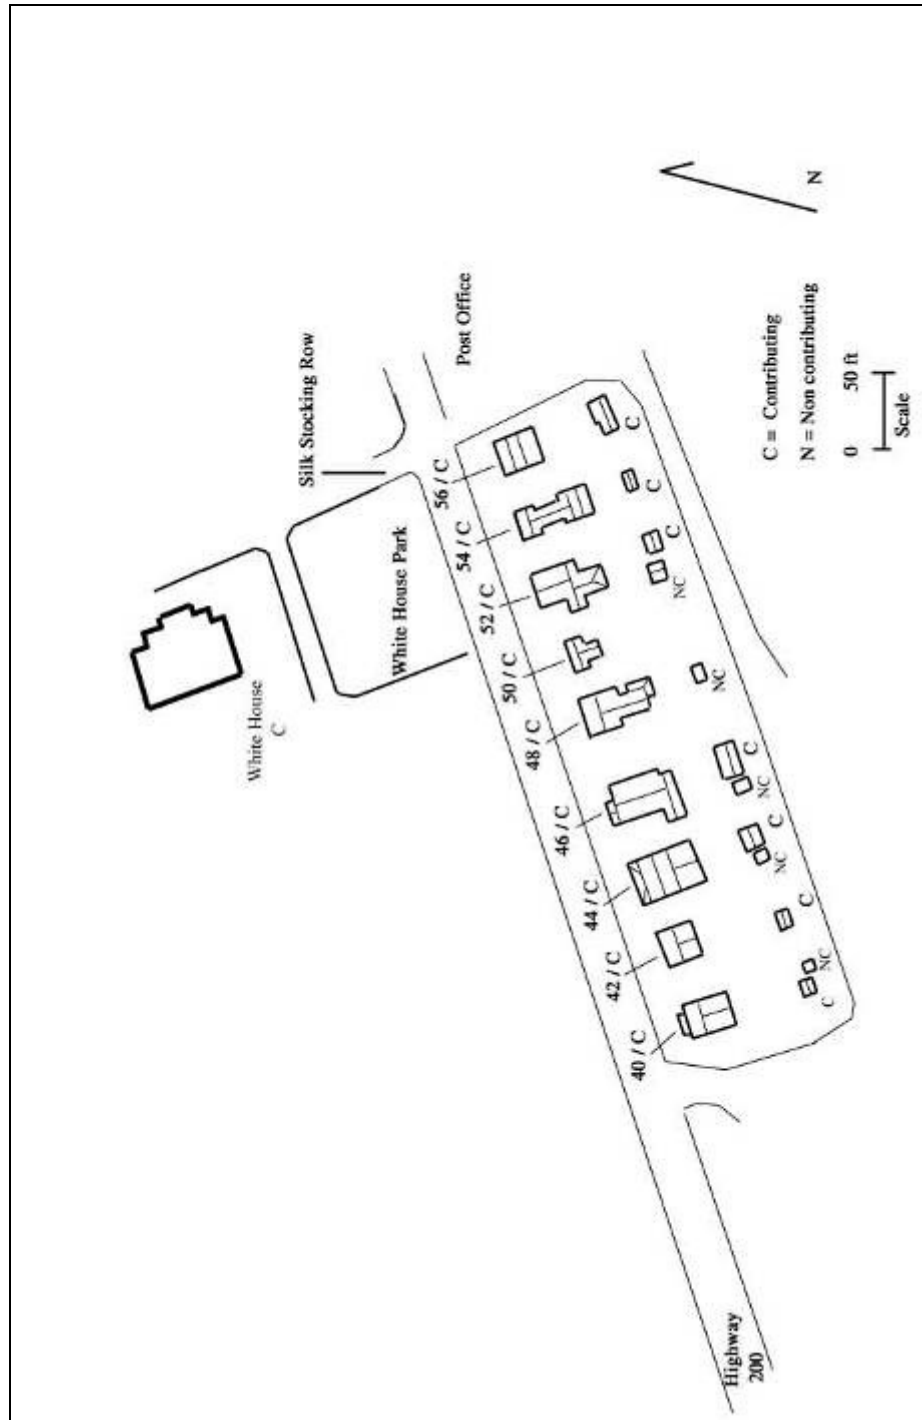 N
Silk Stocking Row
Post Office
White House
C
White House Park
56 / C
54 / C
52 / C
50 / C
48 / C
46 / C
44 / C
42 / C
40 / C
C
C
C
NC
NC
C
NC
C
NC
C
NC
C
C = Contributing
N = Non contributing
0 50 ft
Scale
Highway
200